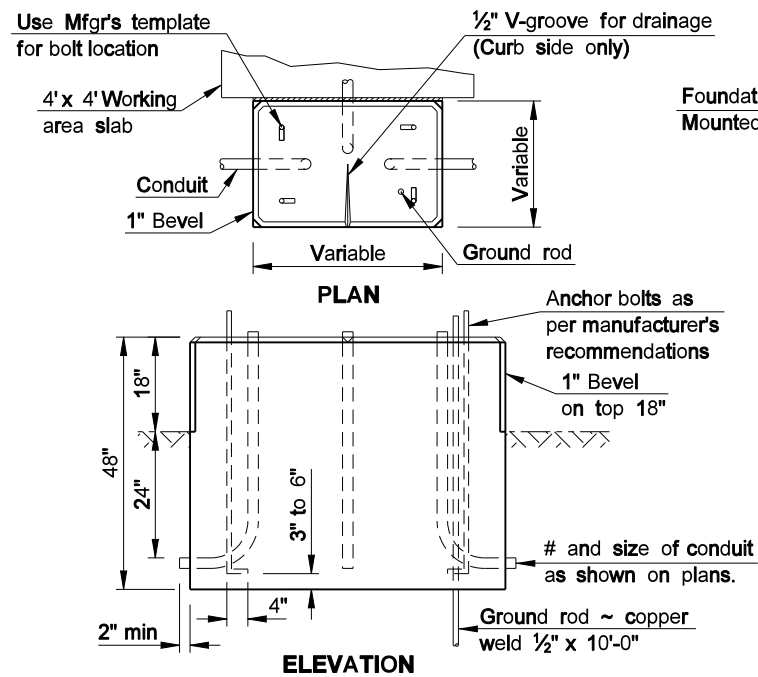 Use Mfgr's template
for bolt location
½" V-groove for drainage
(Curb side only)
4' x 4' Working
area slab
Foundat
Mounted
Conduit
1" Bevel
Variable
Variable
Ground rod
PLAN
Anchor bolts as
per manufacturer's
recommendations
1" Bevel
on top 18"
18"
48"
24"
3" to 6"
# and size of conduit
as shown on plans.
4"
2" min
Ground rod ~ copper
weld ½" x 10'-0"
ELEVATION